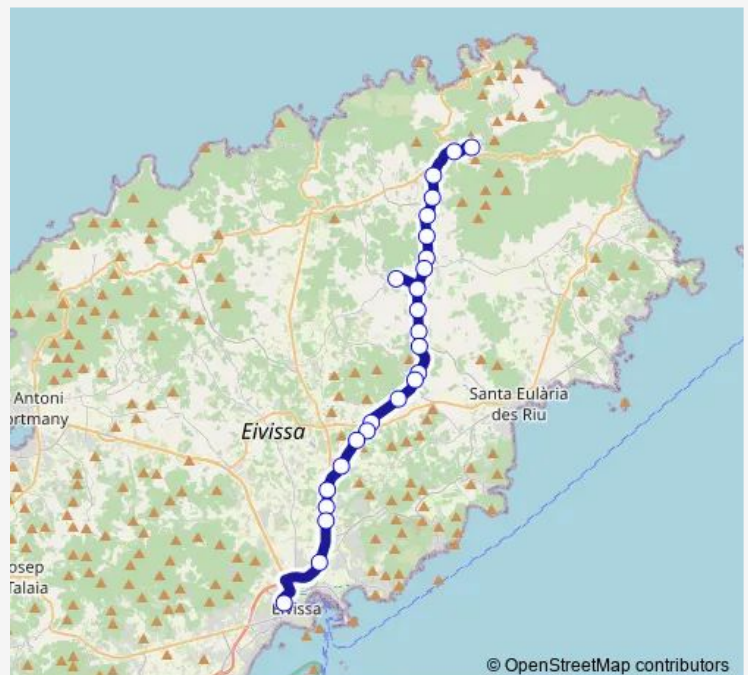 Antoni
ortmany
Santa Eulària
des Riu
Eivissa
osep
Talaia
Eivissa
© OpenStreetMap contributors